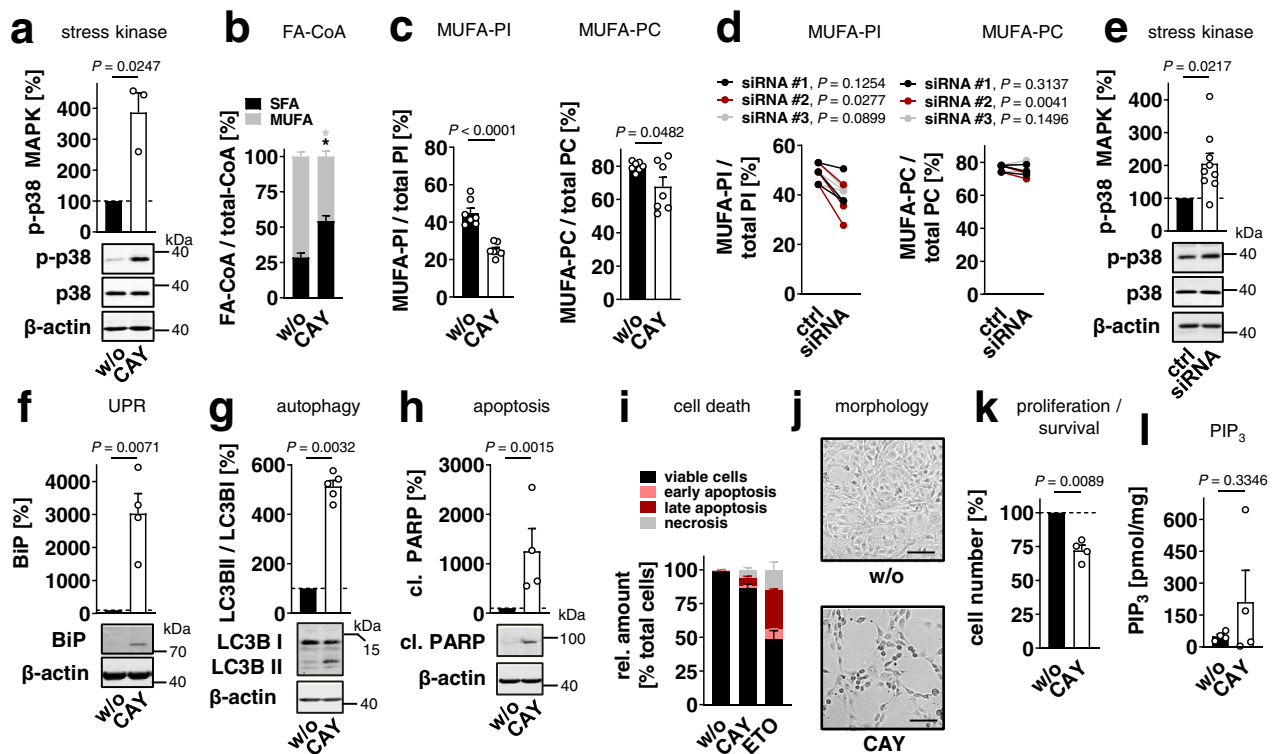 a
stress kinase
P = 0.0247
p-p38 MAPK [%]
400
300
200
100
0
kDa
p-p38
40
p38
40
β-actin
40
w/o
CAY
b
FA-CoA
SFA
MUFA
*
*
FA-CoA / total-CoA [%]
100
75
50
25
0
w/o
CAY
c
MUFA-PI
P < 0.0001
MUFA-PI / total PI [%]
80
60
40
20
0
w/o
CAY
MUFA-PC
P = 0.0482
MUFA-PC / total PC [%]
100
80
60
40
20
0
w/o
CAY
d
MUFA-PI
siRNA #1, P = 0.1254
siRNA #2, P = 0.0277
siRNA #3, P = 0.0899
MUFA-PI /
total PI [%]
60
40
20
0
ctrl
siRNA
MUFA-PC
siRNA #1, P = 0.3137
siRNA #2, P = 0.0041
siRNA #3, P = 0.1496
MUFA-PC /
total PC [%]
80
60
40
20
0
ctrl
siRNA
e
stress kinase
P = 0.0217
p-p38 MAPK [%]
400
300
200
100
0
kDa
p-p38
40
p38
40
β-actin
40
ctrl
siRNA
f
UPR
P = 0.0071
BiP [%]
5000
4000
3000
2000
1000
0
kDa
BiP
70
β-actin
40
w/o
CAY
g
autophagy
P = 0.0032
LC3BII / LC3BI [%]
600
400
200
0
kDa
LC3B I
15
LC3B II
β-actin
40
w/o
CAY
h
apoptosis
P = 0.0015
cl. PARP [%]
3000
2000
1000
0
kDa
cl. PARP
100
β-actin
40
w/o
CAY
i
cell death
viable cells
early apoptosis
late apoptosis
necrosis
rel. amount
[% total cells]
100
75
50
25
0
w/o
CAY
ETO
j
morphology
w/o
CAY
k
proliferation /
survival
P = 0.0089
cell number [%]
100
75
50
25
0
w/o
CAY
l
PIP3
P = 0.3346
PIP3 [pmol/mg]
600
450
300
150
0
w/o
CAY